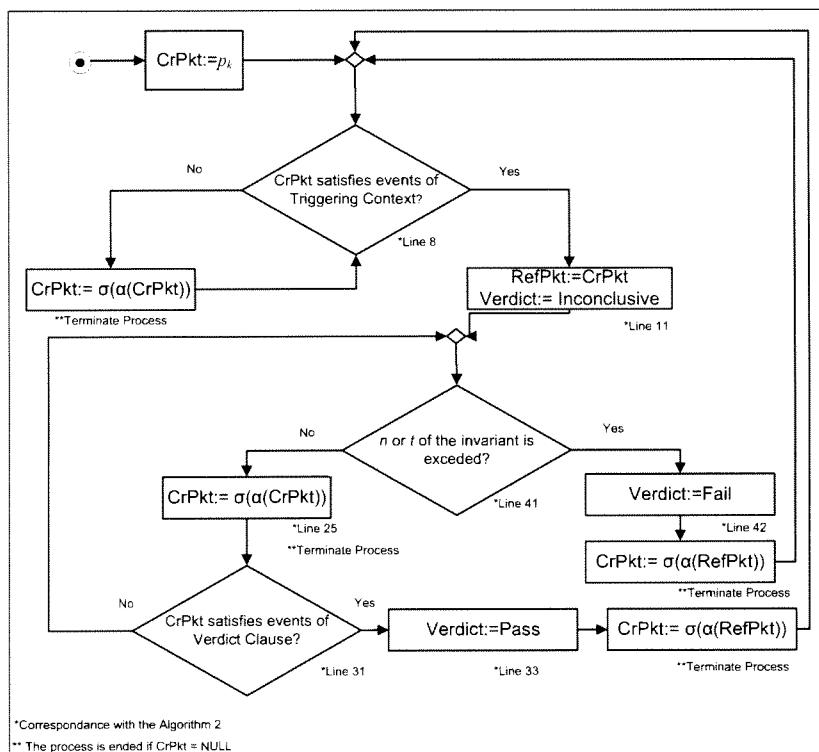 CrPkt:=pk
No
CrPkt satisfies events of
Triggering Context?
Yes
*Line 8
CrPkt:= σ(α(CrPkt))
**Terminate Process
RefPkt:=CrPkt
Verdict:= Inconclusive
*Line 11
No
n or t of the invariant is
exceded?
Yes
CrPkt:= σ(α(CrPkt))
*Line 25
**Terminate Process
*Line 41
Verdict:=Fail
*Line 42
CrPkt:= σ(α(RefPkt))
**Terminate Process
No
CrPkt satisfies events of
Verdict Clause?
Yes
*Line 31
Verdict:=Pass
*Line 33
CrPkt:= σ(α(RefPkt))
**Terminate Process
*Correspondance with the Algorithm 2
** The process is ended if CrPkt = NULL